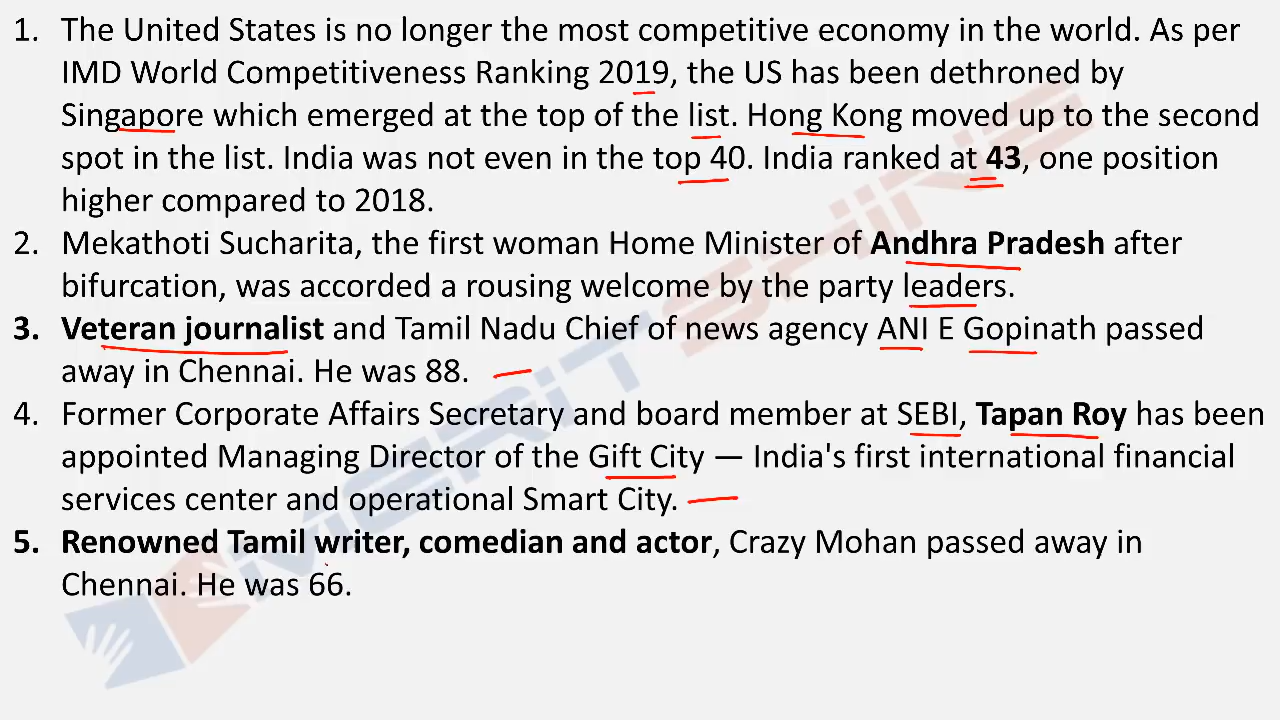 1. The United States is no longer the most competitive economy in the world. As per
IMD World Competitiveness Ranking 2019, the US has been dethroned by
Singapore which emerged at the top of the list. Hong Kong moved up to the second
spot in the list. India was not even in the top 40. India ranked at 43, one position
higher compared to 2018.
2. Mekathoti Sucharita, the first woman Home Minister of Andhra Pradesh after
bifurcation, was accorded a rousing welcome by the party leaders.
3. Veteran journalist and Tamil Nadu Chief of news agency ANI E Gopinath passed
away in Chennai. He was 88.
4. Former Corporate Affairs Secretary and board member at SEBI, Tapan Roy has been
appointed Managing Director of the Gift City — India's first international financial
services center and operational Smart City.
5. Renowned Tamil writer, comedian and actor, Crazy Mohan passed away in
Chennai. He was 66.
MERIT SHINE